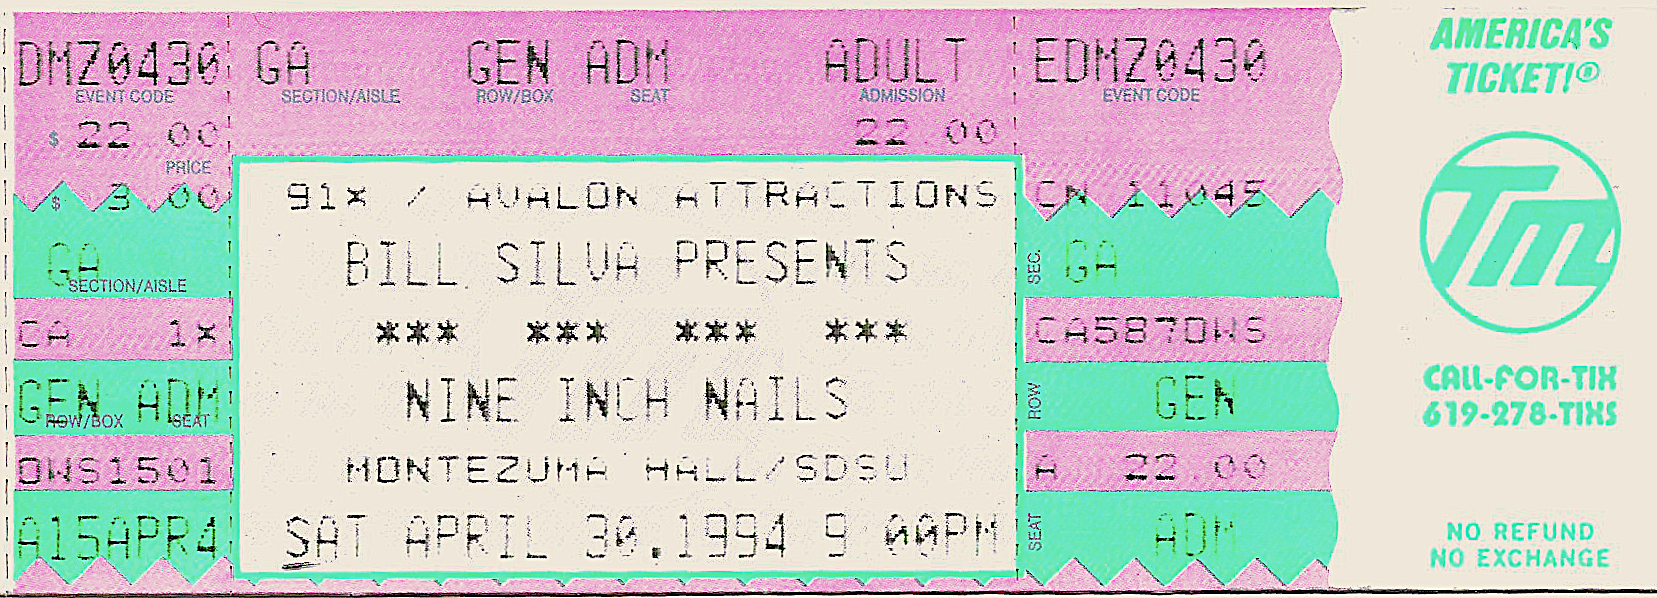 DMZ0430 GA GEN ADM ADULT EDMZ0430
EVENT CODE SECTION/AISLE ROW/BOX SEAT ADMISSION EVENT CODE
$ 22.00 22.00
PRICE
$ 3.00 91X / AVALON ATTRACTIONS CN 11045
GA BILL SILVA PRESENTS SEC. GA
SECTION/AISLE
CA 1X *** *** *** *** CA587OWS
GEN ADM NINE INCH NAILS ROW GEN
ROW/BOX SEAT
OWS1501 MONTEZUMA HALL/SDSU A 22.00
A15APR4 SAT APRIL 30,1994 9 00PM SEAT ADM
AMERICA'S
TICKET!®
TM
CALL-FOR-TIX
619-278-TIXS
NO REFUND
NO EXCHANGE